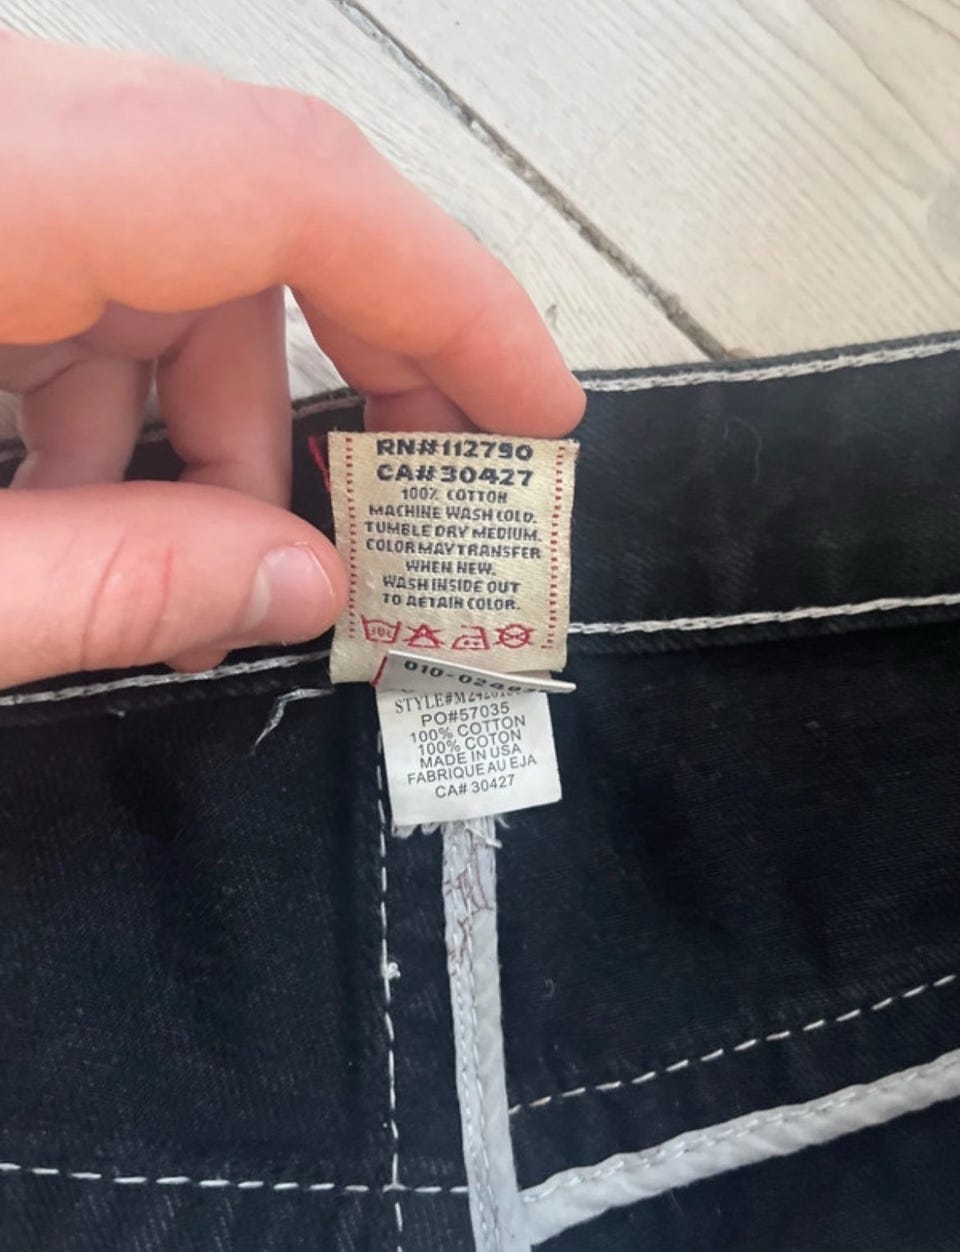 RN#112790
CA#30427
100% COTTON
MACHINE WASH COLD.
TUMBLE DRY MEDIUM.
COLOR MAY TRANSFER
WHEN NEW.
WASH INSIDE OUT
TO RETAIN COLOR.
PO#57035
100% COTTON
100% COTON
MADE IN USA
FABRIQUE AU EJA
CA# 30427